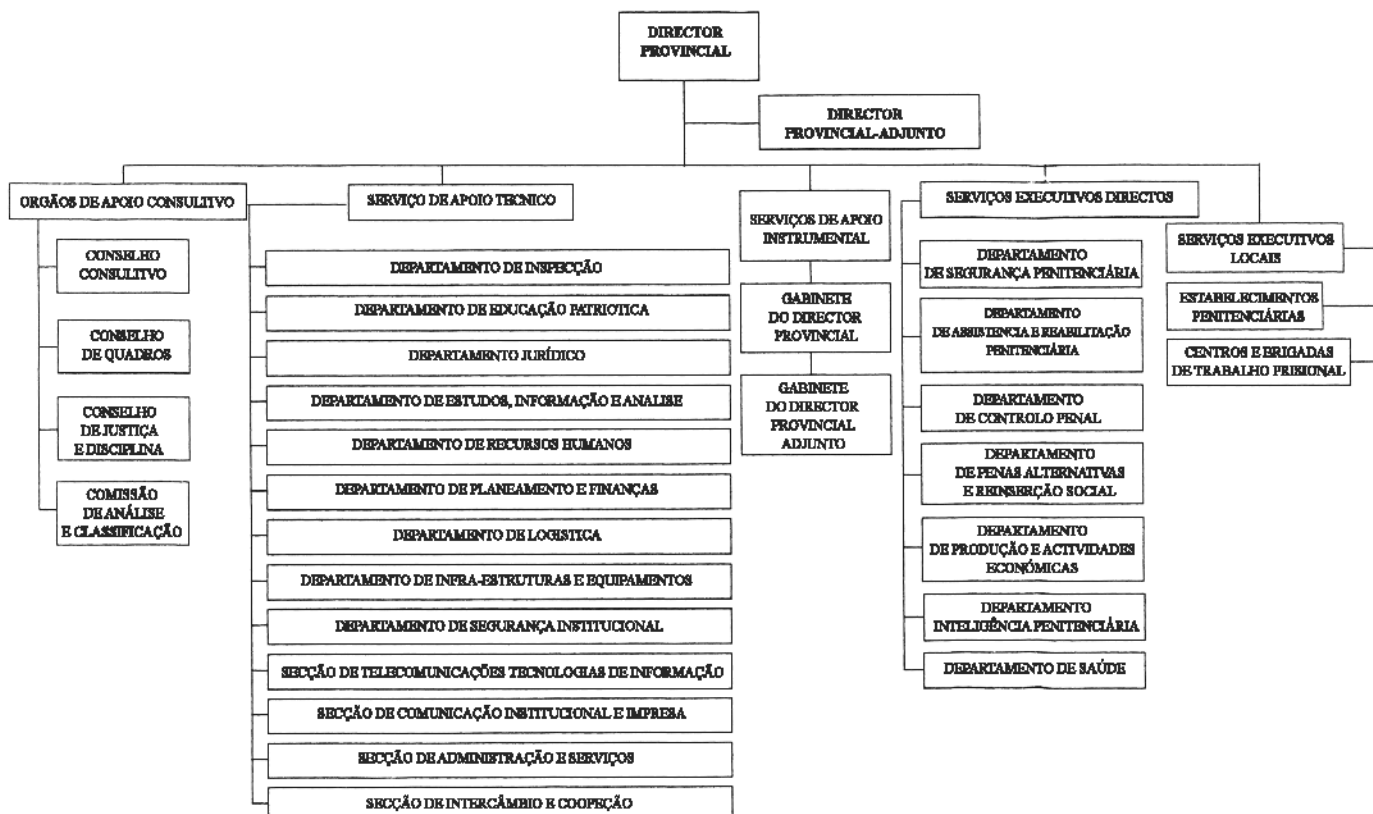 DIRECTOR
PROVINCIAL
DIRECTOR
PROVINCIAL-ADJUNTO
ORGÃOS DE APOIO CONSULITVO
CONSELHO
CONSULITVO
CONSELHO
DE QUADROS
CONSELHO
DE JUSTIÇA
E DISCIPLINA
COMISSÃO
DE ANÁLISE
E CLASSIFICAÇÃO
SERVIÇO DE APOIO TECNICO
DEPARTAMENTO DE INSPECÇÃO
DEPARTAMENTO DE EDUCAÇÃO PATRIOTICA
DEPARTAMENTO JURÍDICO
DEPARTAMENTO DE ESTUDOS, INFORMAÇÃO E ANALISE
DEPARTAMENTO DE RECURSOS HUMANOS
DEPARTAMENTO DE PLANEAMENTO E FINANÇAS
DEPARTAMENTO DE LOGISTICA
DEPARTAMENTO DE INFRA-ESTRUTURAS E EQUIPAMENTOS
DEPARTAMENTO DE SEGURANÇA INSTITUCIONAL
SECÇÃO DE TELECOMUNICAÇÕES TECNOLOGIAS DE INFORMAÇÃO
SECÇÃO DE COMUNICAÇÃO INSTITUCIONAL E IMPRESA
SECÇÃO DE ADMINISTRAÇÃO E SERVIÇOS
SECÇÃO DE INTERCÂMBIO E COOPEÇÃO
SERVIÇOS DE APOIO
INSTRUMENTAL
GABINETE
DO DIRECTOR
PROVINCIAL
GABINETE
DO DIRECTOR
PROVINCIAL
ADJUNTO
SERVIÇOS EXECUTIVOS DIRECTOS
DEPARTAMENTO
DE SEGURANÇA PENITENCIÁRIA
DEPARTAMENTO
DE ASSISTENCIA E REABILITAÇÃO
PENITENCIÁRIA
DEPARTAMENTO
DE CONTROLO PENAL
DEPARTAMENTO
DE PENAS ALTERNATIVAS
E REINSERÇÃO SOCIAL
DEPARTAMENTO
DE PRODUÇÃO E ACTIVIDADES
ECONÓMICAS
DEPARTAMENTO
INTELIGÊNCIA PENITENCIÁRIA
DEPARTAMENTO DE SAÚDE
SERVIÇOS EXECUTIVOS
LOCAIS
ESTABELECIMENTOS
PENITENCIÁRIAS
CENTROS E BRIGADAS
DE TRABALHO PRISIONAL